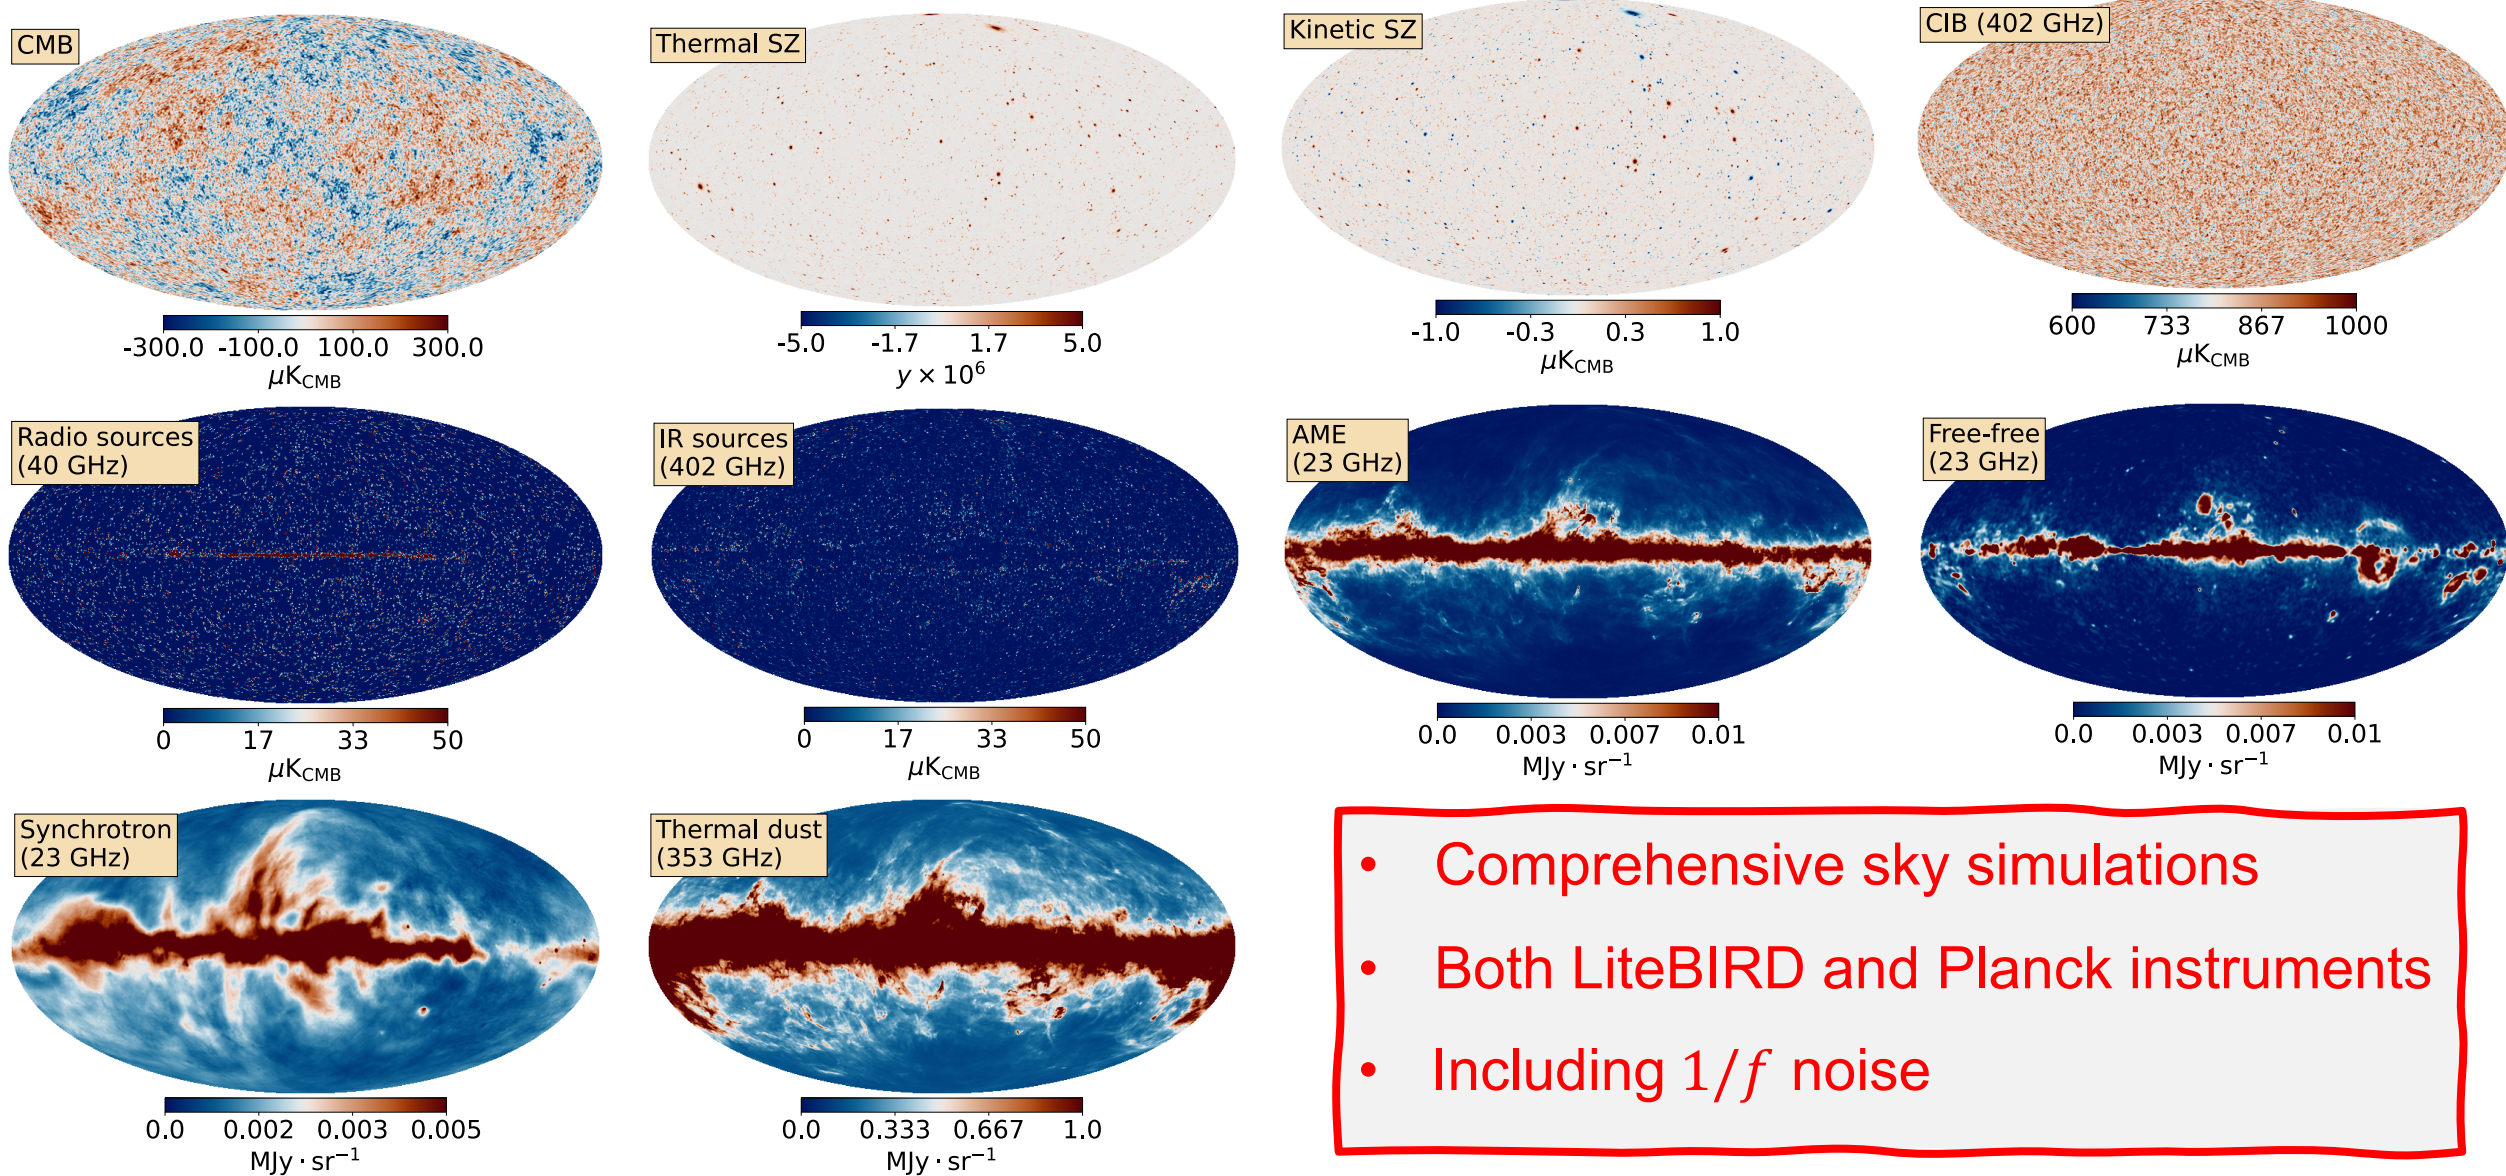 CMB
-300.0 -100.0 100.0 300.0
μK_CMB
Thermal SZ
-5.0 -1.7 1.7 5.0
y × 10⁶
Kinetic SZ
-1.0 -0.3 0.3 1.0
μK_CMB
CIB (402 GHz)
600 733 867 1000
μK_CMB
Radio sources
(40 GHz)
0 17 33 50
μK_CMB
IR sources
(402 GHz)
0 17 33 50
μK_CMB
AME
(23 GHz)
0.0 0.003 0.007 0.01
MJy · sr⁻¹
Free-free
(23 GHz)
0.0 0.003 0.007 0.01
MJy · sr⁻¹
Synchrotron
(23 GHz)
0.0 0.002 0.003 0.005
MJy · sr⁻¹
Thermal dust
(353 GHz)
0.0 0.333 0.667 1.0
MJy · sr⁻¹
• Comprehensive sky simulations
• Both LiteBIRD and Planck instruments
• Including 1/f noise